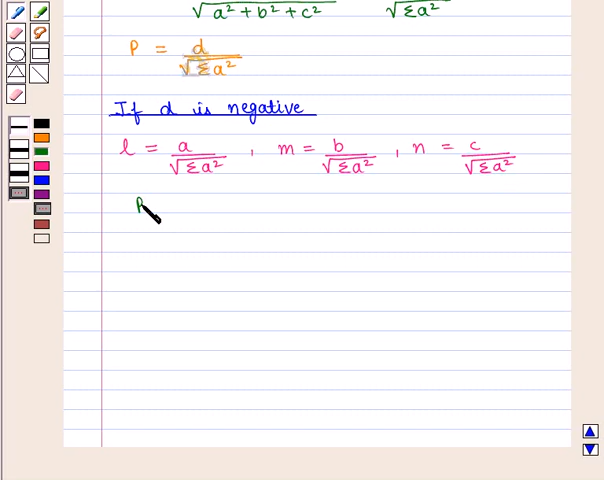 √a² + b² + c² √Σa²
P = d/√Σa²
If d is negative
l = a/√Σa² , m = b/√Σa² , n = c/√Σa²
P